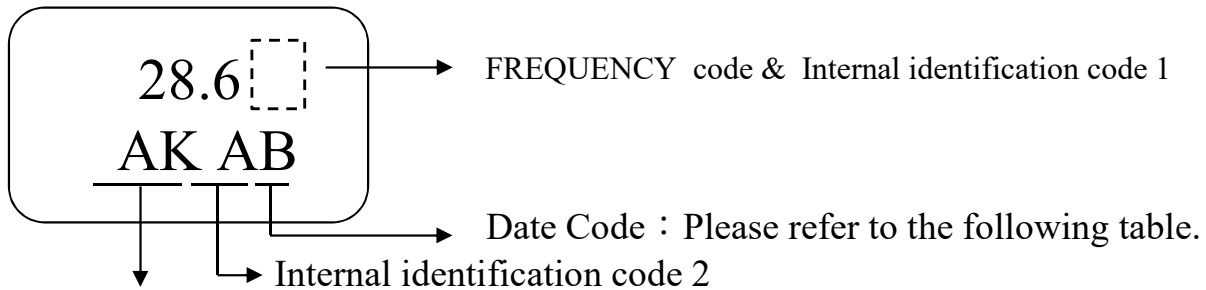 28.6
FREQUENCY code & Internal identification code 1
AK AB
Date Code：Please refer to the following table.
Internal identification code 2